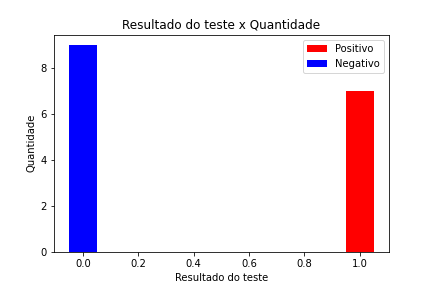 Resultado do teste x Quantidade
Positivo
Negativo
8
6
4
2
0
Quantidade
0.0 0.2 0.4 0.6 0.8 1.0
Resultado do teste